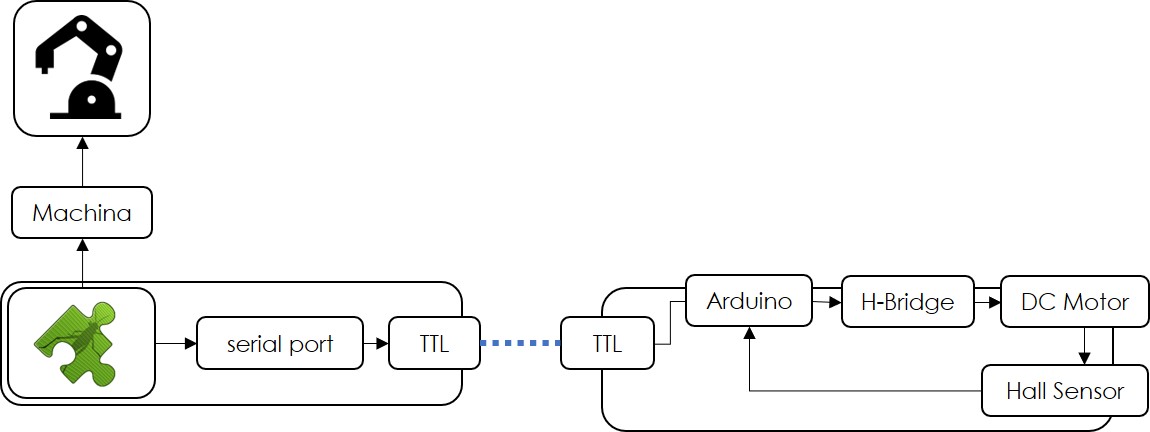 Machina
serial port
TTL
TTL
Arduino
H-Bridge
DC Motor
Hall Sensor